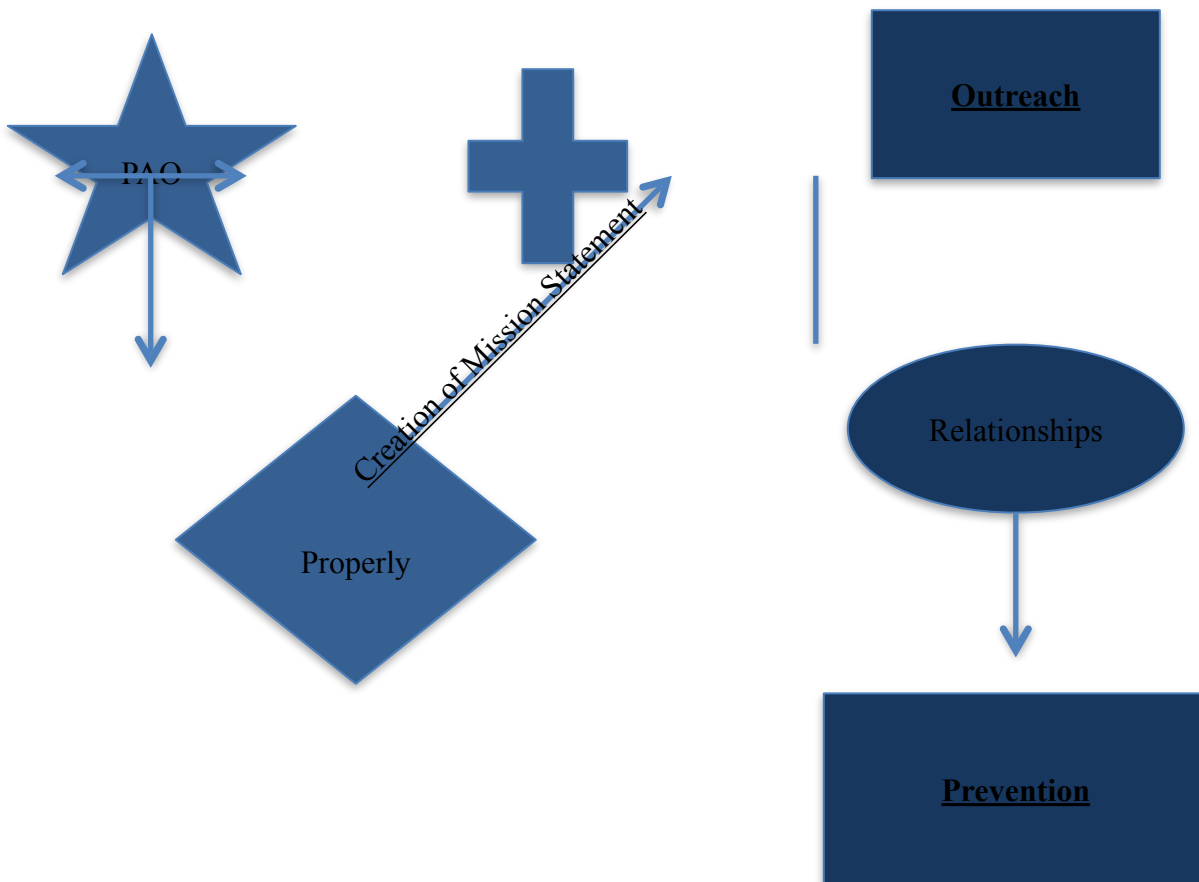 PAO
Outreach
Creation of Mission Statement
Relationships
Properly
Prevention